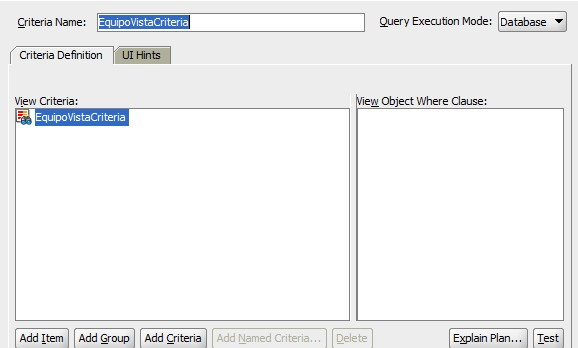 Criteria Name: EquipoVistaCriteria Query Execution Mode: Database
Criteria Definition UI Hints
View Criteria: View Object Where Clause:
EquipoVistaCriteria
Add Item Add Group Add Criteria Add Named Criteria... Delete Explain Plan... Test